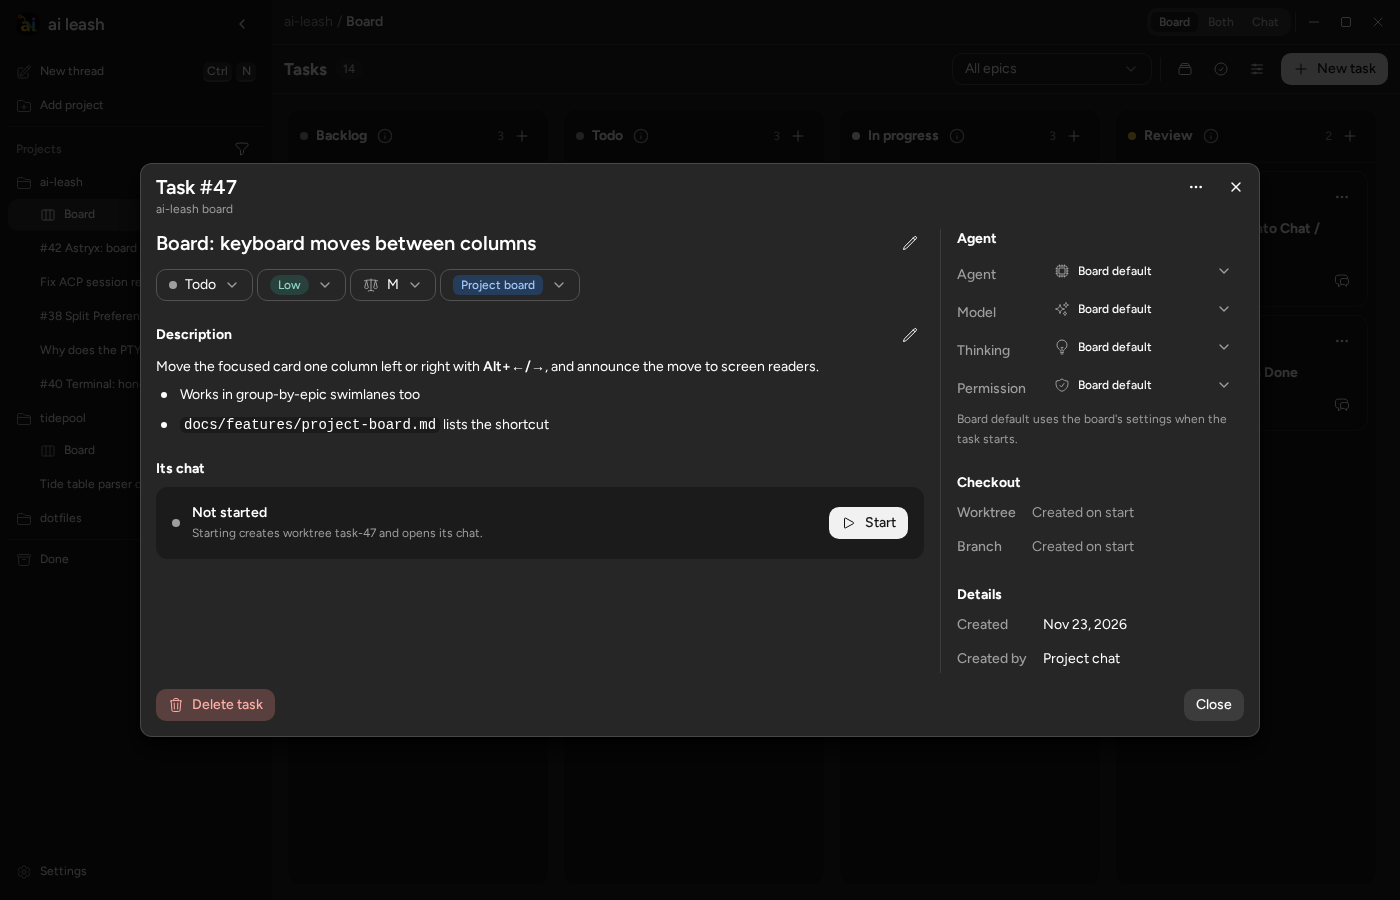 ai leash
ai-leash / Board
Board
Both
Chat
New thread
Ctrl
N
Tasks
14
All epics
New task
Add project
Projects
Backlog
3
Todo
3
In progress
3
Review
2
ai-leash
Board
#42 Astryx: board
Fix ACP session re
#38 Split Preferen
Why does the PTY
#40 Terminal: hon
tidepool
Board
Tide table parser
dotfiles
Done
Settings
to Chat /
Done
Task #47
ai-leash board
Board: keyboard moves between columns
Todo
Low
M
Project board
Description
Move the focused card one column left or right with Alt+←/→, and announce the move to screen readers.
Works in group-by-epic swimlanes too
docs/features/project-board.md lists the shortcut
Its chat
Not started
Starting creates worktree task-47 and opens its chat.
Start
Agent
Agent
Board default
Model
Board default
Thinking
Board default
Permission
Board default
Board default uses the board's settings when the
task starts.
Checkout
Worktree
Created on start
Branch
Created on start
Details
Created
Nov 23, 2026
Created by
Project chat
Delete task
Close